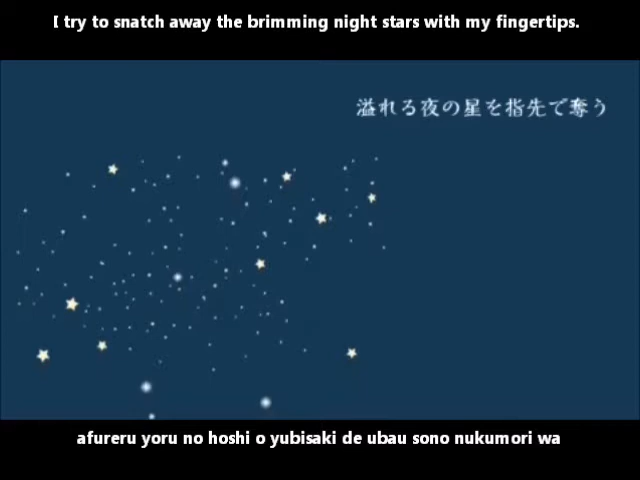 I try to snatch away the brimming night stars with my fingertips.
溢れる夜の星を指先で奪う
afureru yoru no hoshi o yubisaki de ubau sono nukumori wa